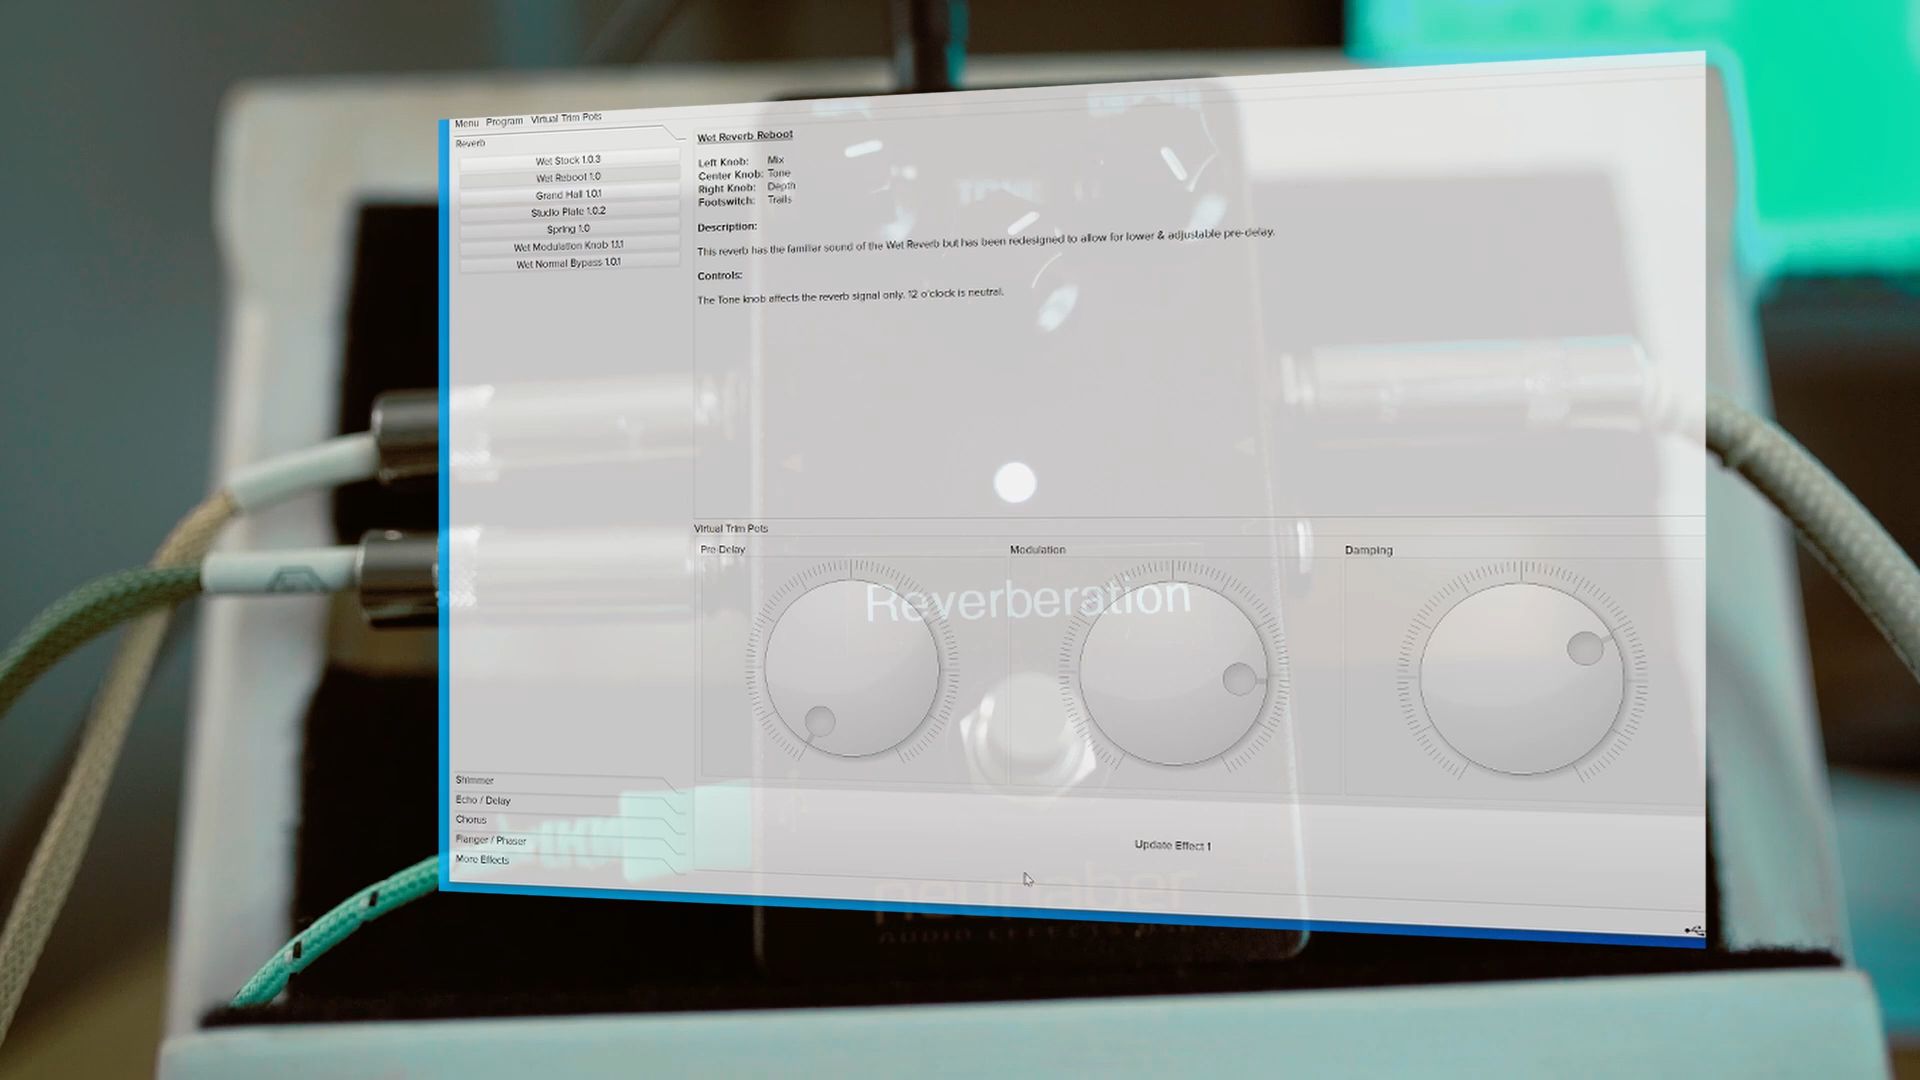 Menu Program Virtual Trim Pots
Reverb
Wet Stock 1.0.3
Wet Reboot 1.0
Grand Hall 1.0.1
Studio Plate 1.0.2
Spring 1.0
Wet Modulation Knob 1.1.1
Wet Normal Bypass 1.0.1
Shimmer
Echo / Delay
Chorus
Flanger / Phaser
More Effects
Wet Reverb Reboot
Left Knob: Mix
Center Knob: Tone
Right Knob: Depth
Footswitch: Trails
Description:
This reverb has the familiar sound of the Wet Reverb but has been redesigned to allow for lower & adjustable pre-delay.
Controls:
The Tone knob affects the reverb signal only. 12 o'clock is neutral.
TONE
Virtual Trim Pots
Pre-Delay
Modulation
Damping
Reverberation
Update Effect 1
neunaber